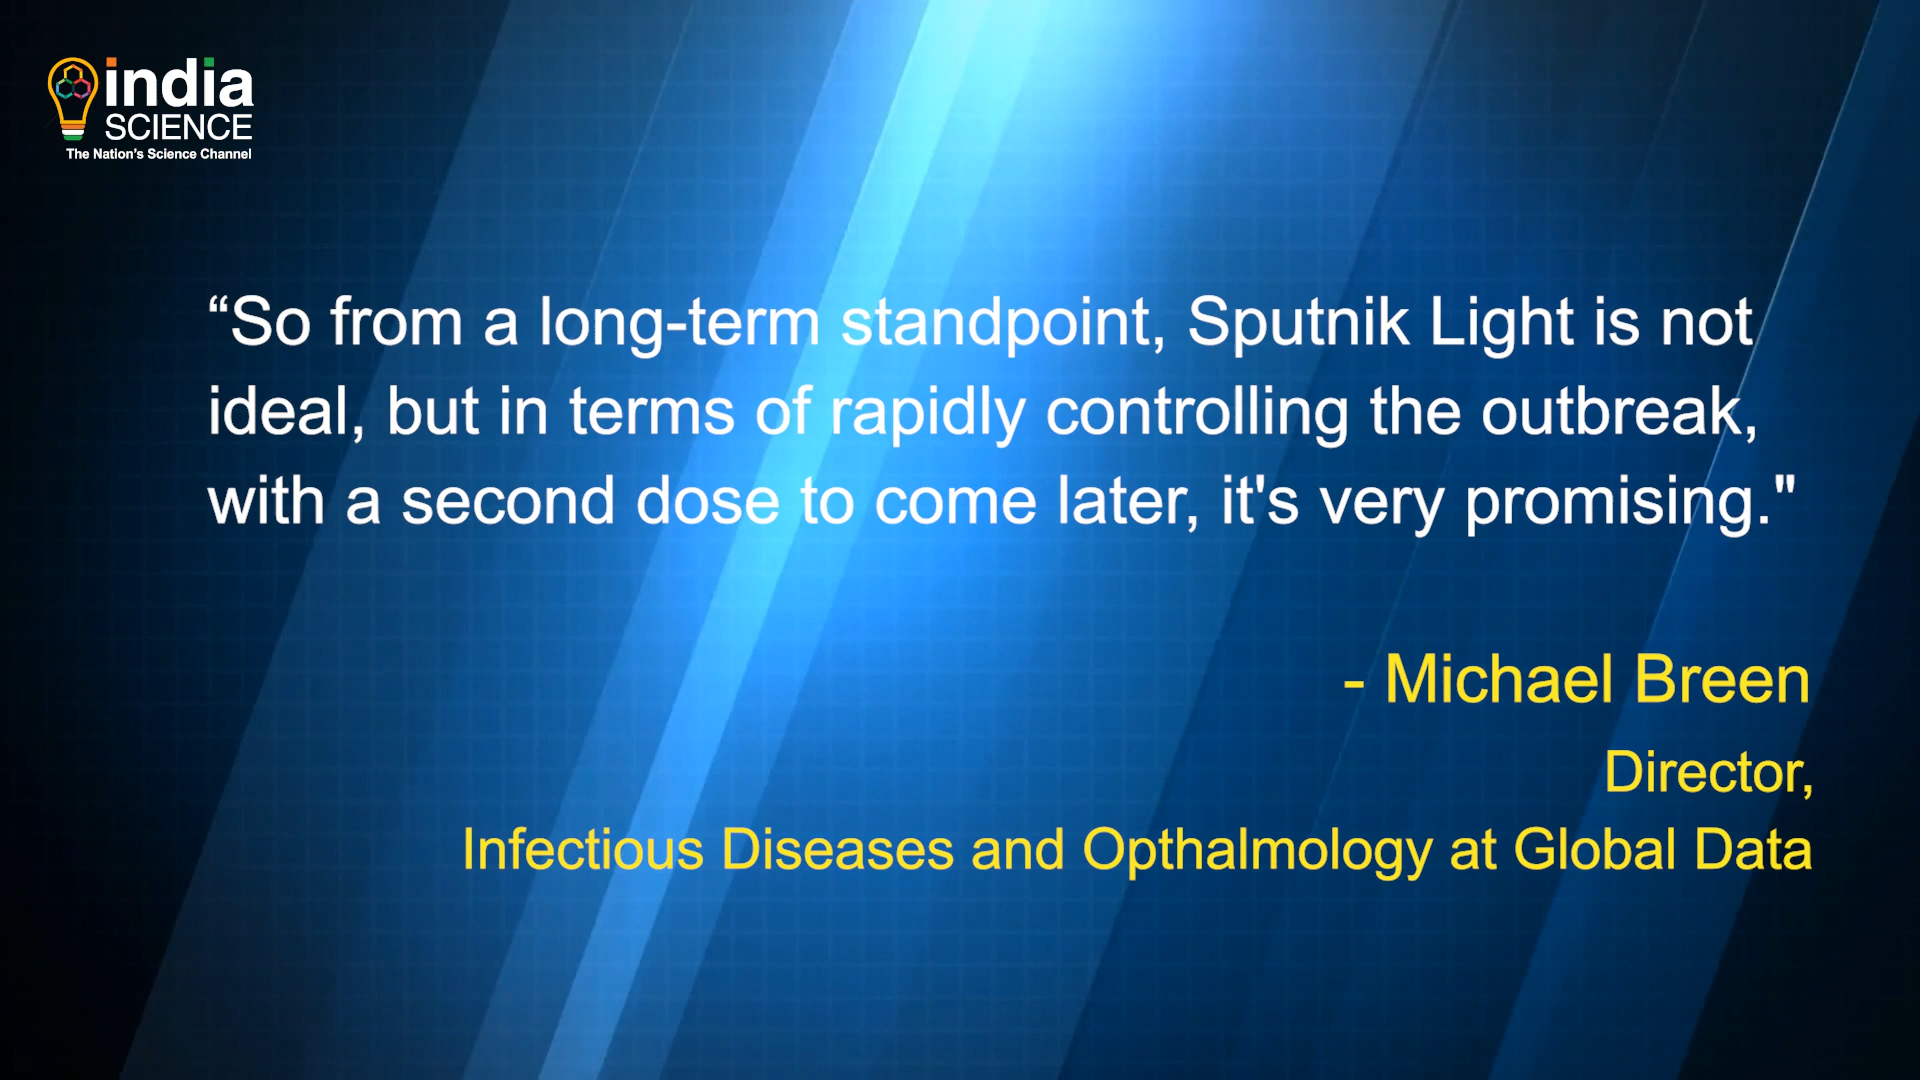 india
SCIENCE
The Nation's Science Channel
“So from a long-term standpoint, Sputnik Light is not
ideal, but in terms of rapidly controlling the outbreak,
with a second dose to come later, it's very promising."
- Michael Breen
Director,
Infectious Diseases and Opthalmology at Global Data